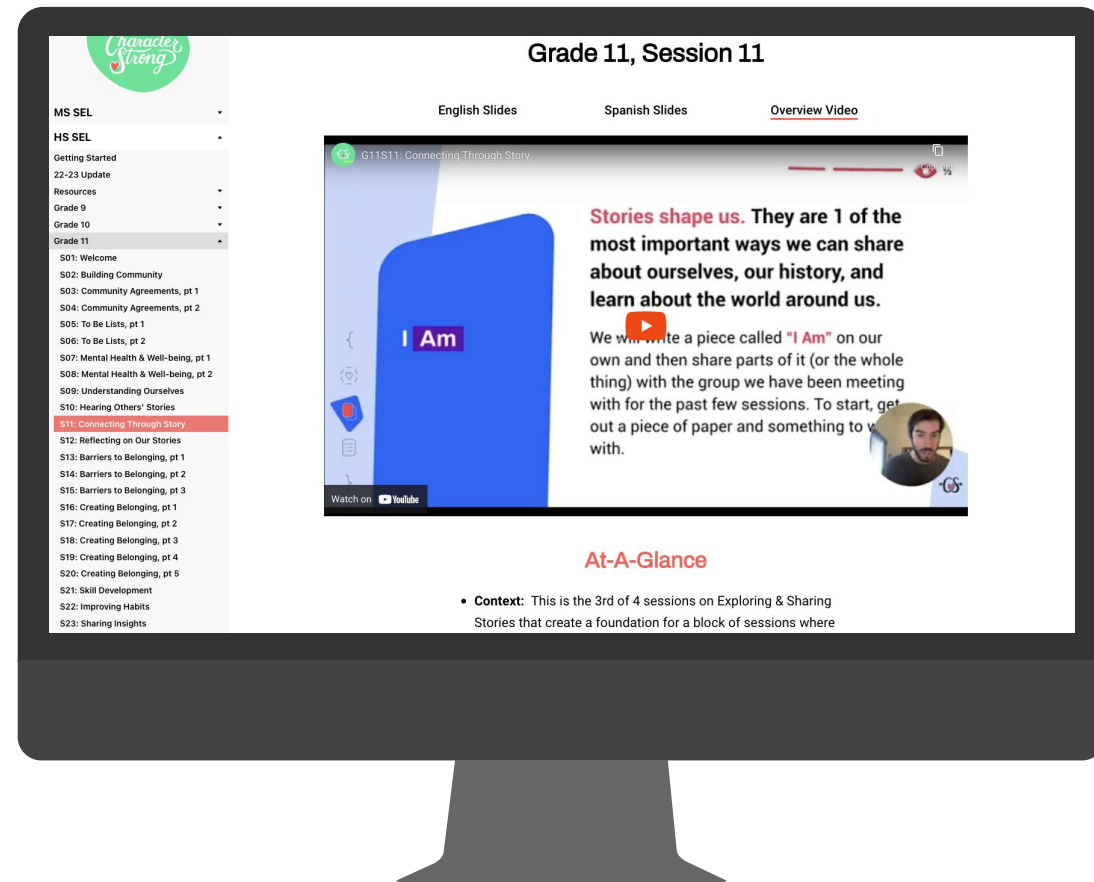 Character
Strong
MS SEL
HS SEL
Getting Started
22-23 Update
Resources
Grade 9
Grade 10
Grade 11
S01: Welcome
S02: Building Community
S03: Community Agreements, pt 1
S04: Community Agreements, pt 2
S05: To Be Lists, pt 1
S06: To Be Lists, pt 2
S07: Mental Health & Well-being, pt 1
S08: Mental Health & Well-being, pt 2
S09: Understanding Ourselves
S10: Hearing Others' Stories
S11: Connecting Through Story
S12: Reflecting on Our Stories
S13: Barriers to Belonging, pt 1
S14: Barriers to Belonging, pt 2
S15: Barriers to Belonging, pt 3
S16: Creating Belonging, pt 1
S17: Creating Belonging, pt 2
S18: Creating Belonging, pt 3
S19: Creating Belonging, pt 4
S20: Creating Belonging, pt 5
S21: Skill Development
S22: Improving Habits
S23: Sharing Insights
Grade 11, Session 11
English Slides
Spanish Slides
Overview Video
CS
G11S11: Connecting Through Story
I Am
Stories shape us. They are 1 of the
most important ways we can share
about ourselves, our history, and
learn about the world around us.
We write a piece called "I Am" on our
own and then share parts of it (or the whole
thing) with the group we have been meeting
with for the past few sessions. To start, get
out a piece of paper and something to
with.
CS
Watch on YouTube
At-A-Glance
• Context: This is the 3rd of 4 sessions on Exploring & Sharing
Stories that create a foundation for a block of sessions where